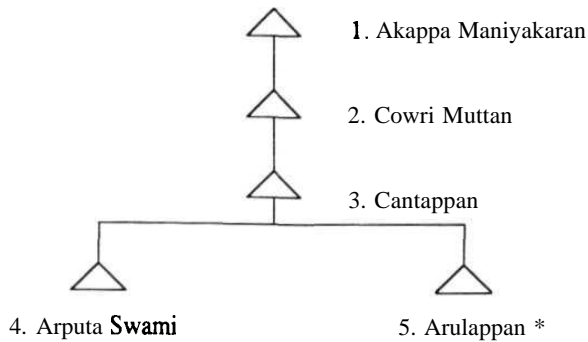 1. Akappa Maniyakaran
2. Cowri Muttan
3. Cantappan
4. Arputa Swami
5. Arulappan *